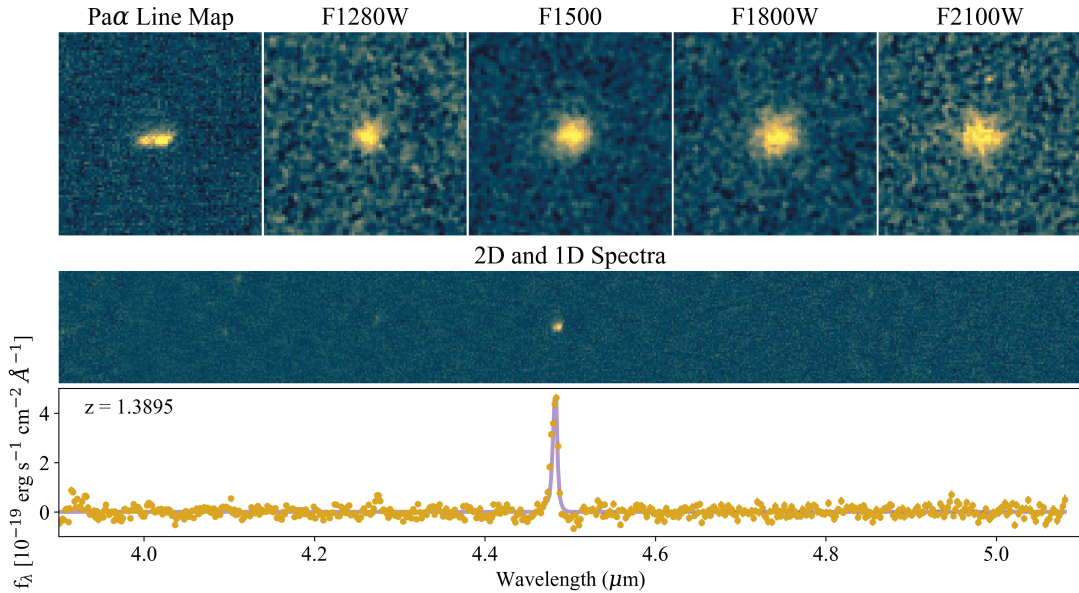 Paα Line Map F1280W F1500 F1800W F2100W
2D and 1D Spectra
f_λ [10⁻¹⁹ erg s⁻¹ cm⁻² Å⁻¹]
z = 1.3895
4
2
0
4.0 4.2 4.4 4.6 4.8 5.0
Wavelength (μm)